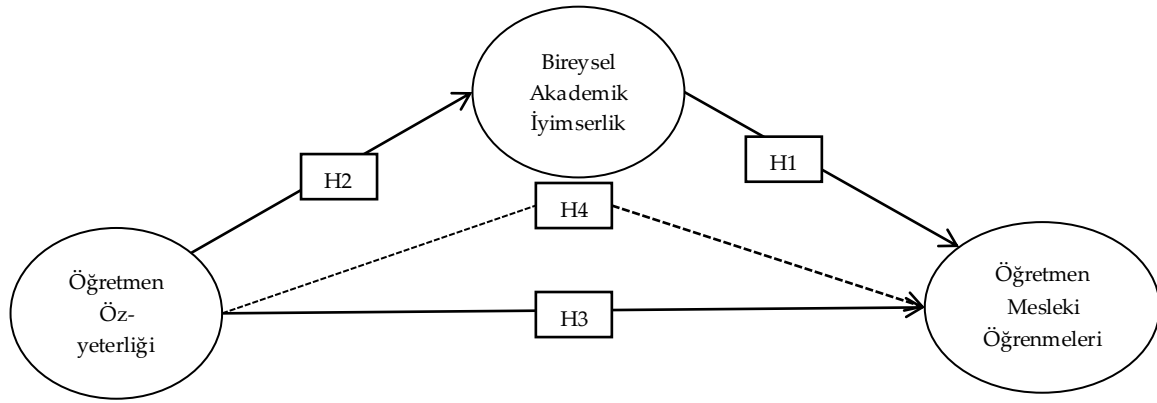 Bireysel
Akademik
İyimserlik
H2
H1
H4
Öğretmen
Öz-
yeterliği
H3
Öğretmen
Mesleki
Öğrenmeleri